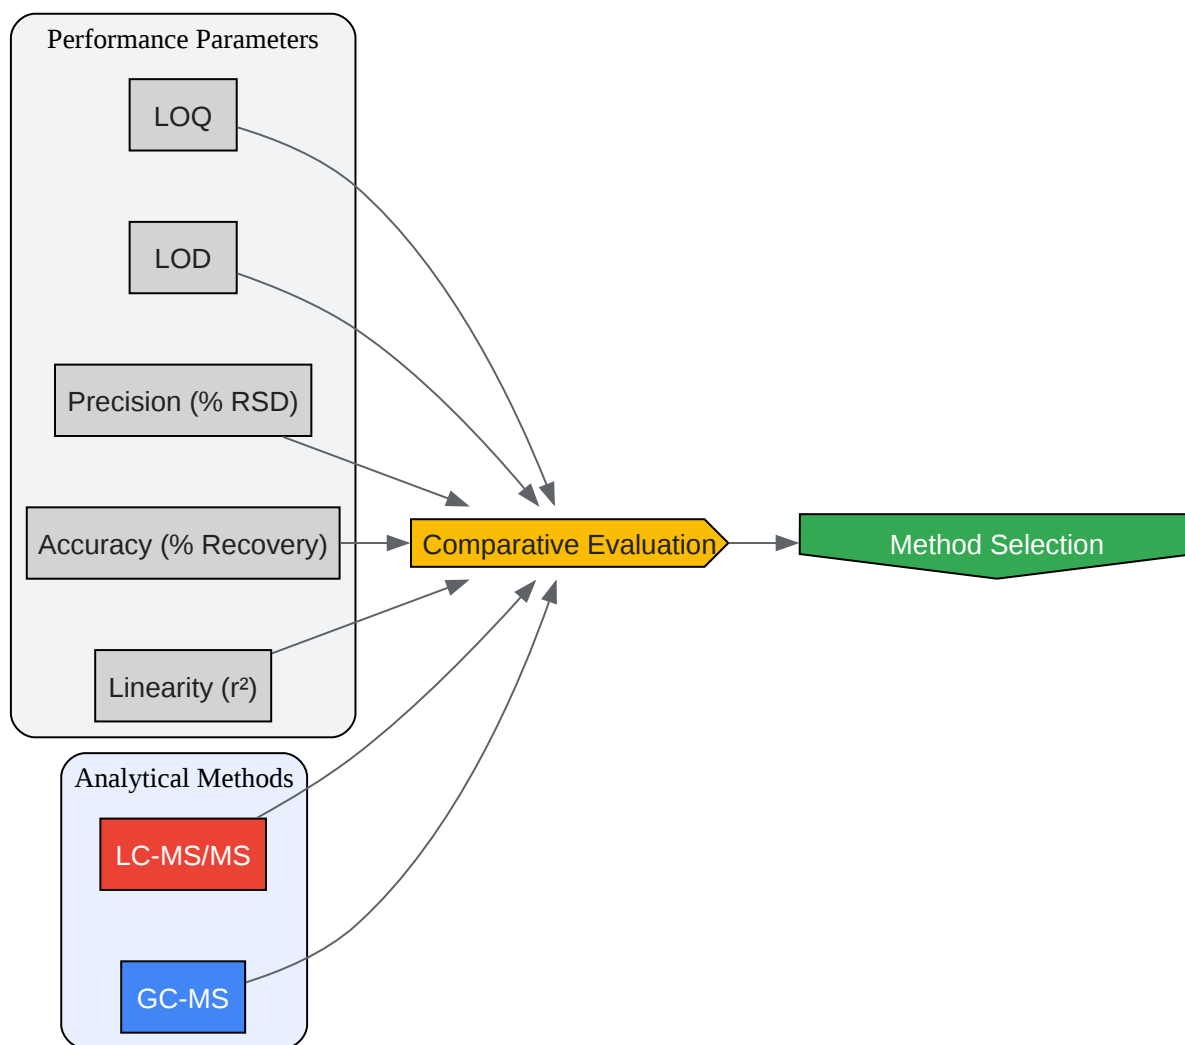 Performance Parameters
LOQ
LOD
Precision (% RSD)
Accuracy (% Recovery)
Linearity (r²)
Comparative Evaluation
Method Selection
Analytical Methods
LC-MS/MS
GC-MS